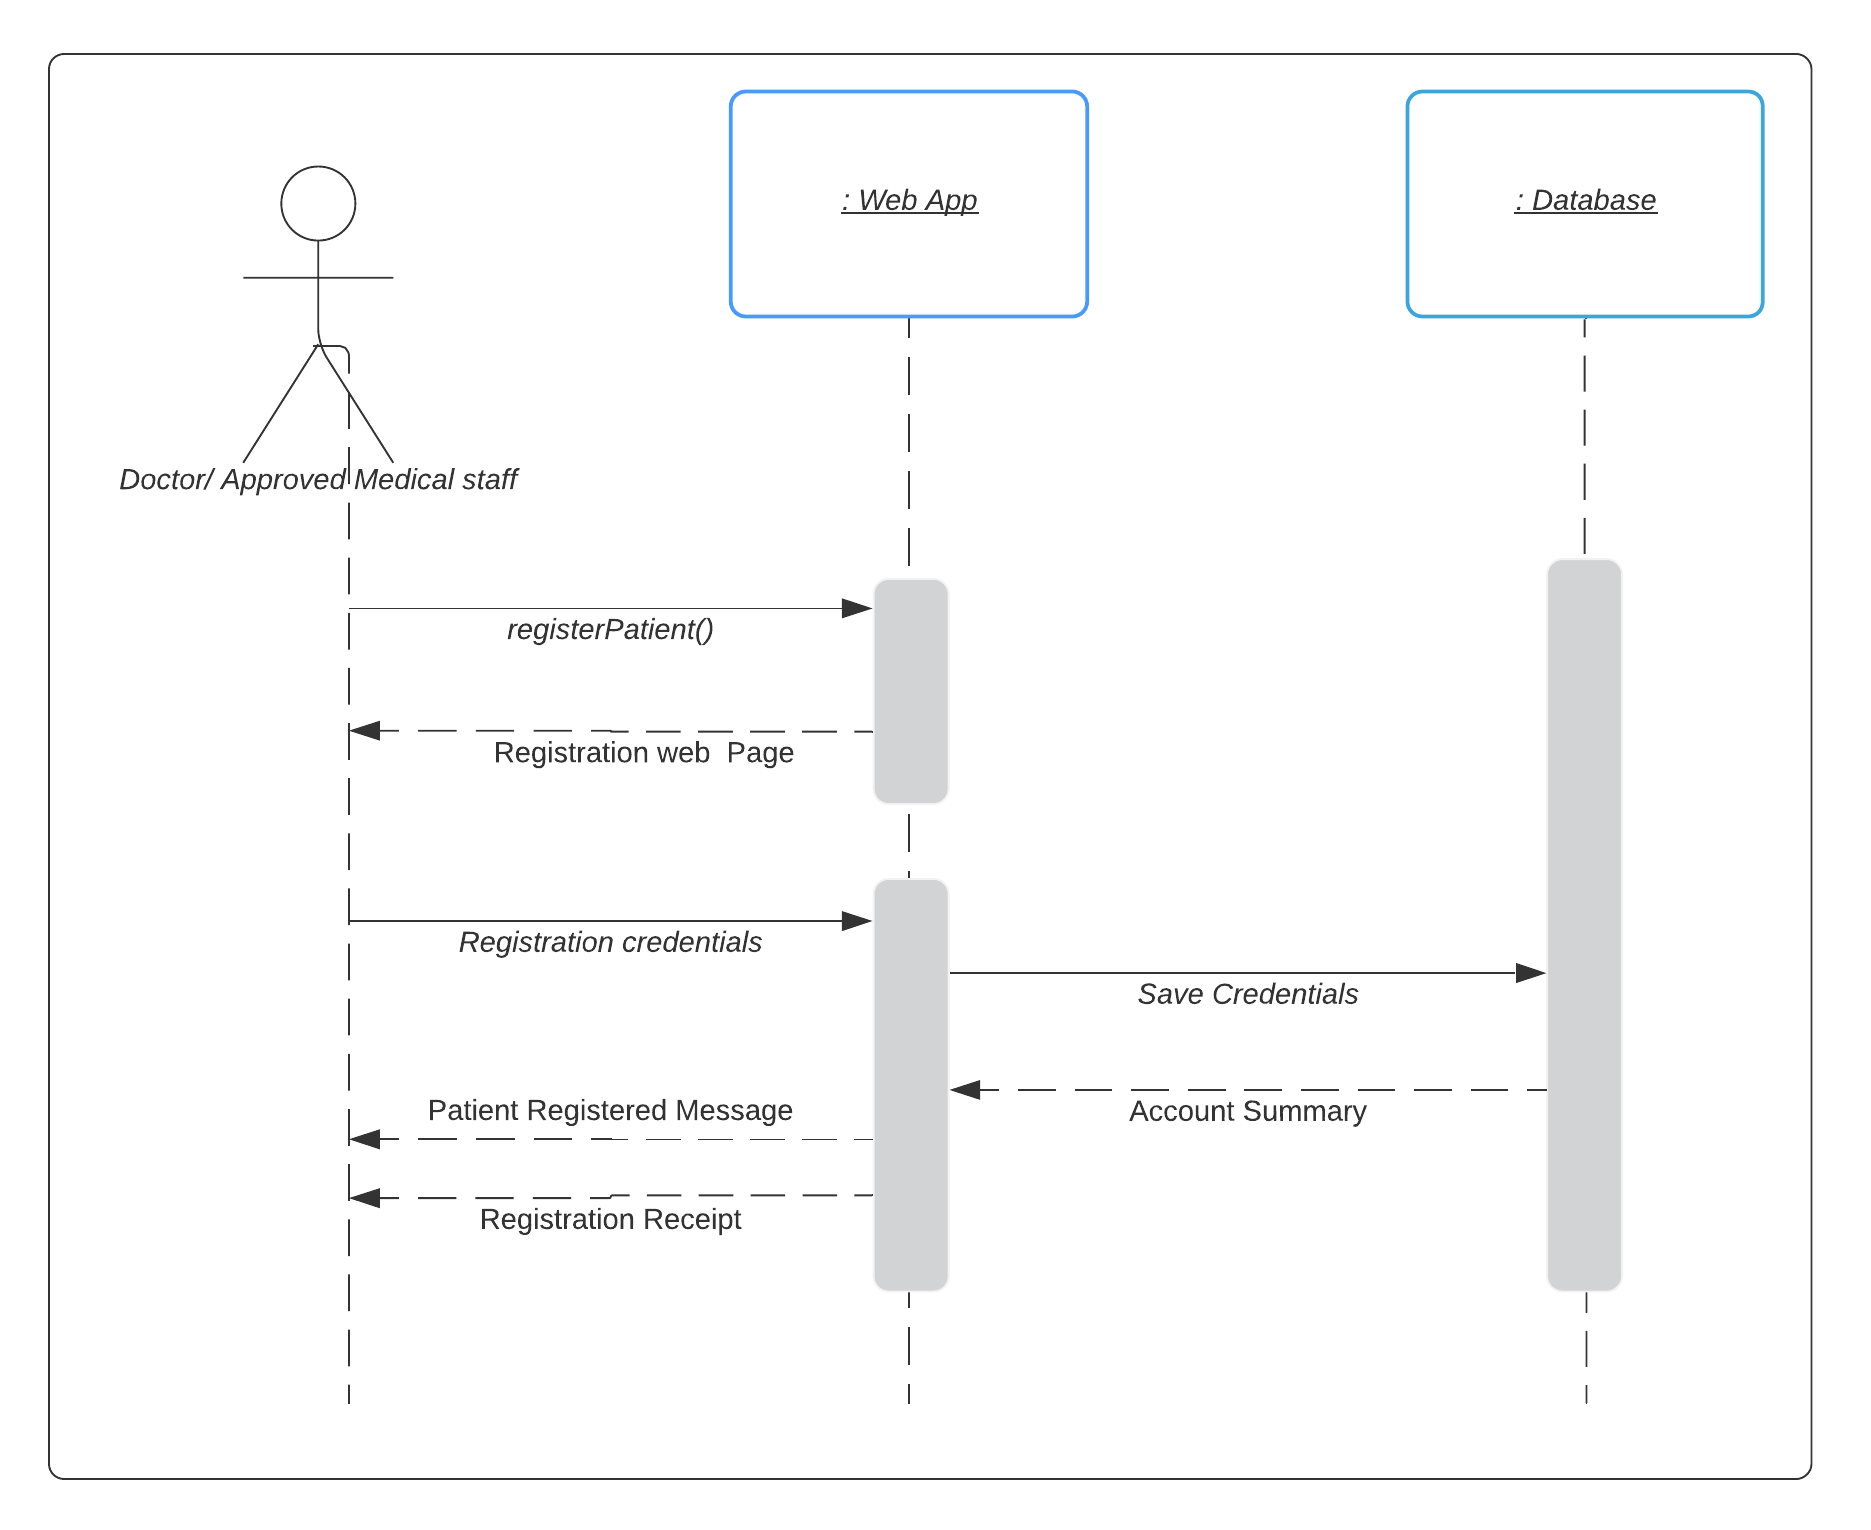 : Web App
: Database
Doctor/ Approved Medical staff
registerPatient()
Registration web  Page
Registration credentials
Save Credentials
Patient Registered Message
Account Summary
Registration Receipt